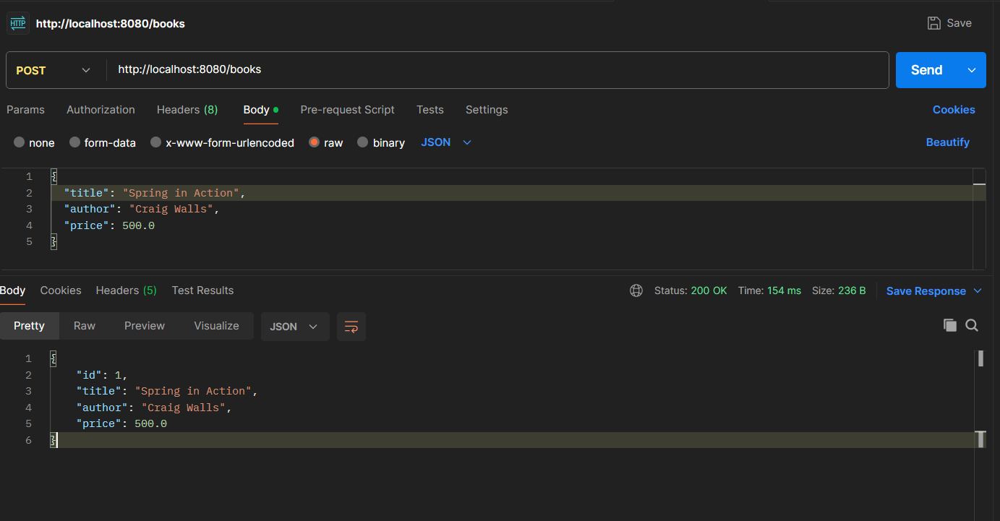 HTTP http://localhost:8080/books Save
POST http://localhost:8080/books Send
Params Authorization Headers (8) Body Pre-request Script Tests Settings Cookies
none form-data x-www-form-urlencoded raw binary JSON Beautify
1 {
2 "title": "Spring in Action",
3 "author": "Craig Walls",
4 "price": 500.0
5 }
Body Cookies Headers (5) Test Results Status: 200 OK Time: 154 ms Size: 236 B Save Response
Pretty Raw Preview Visualize JSON
1 {
2 "id": 1,
3 "title": "Spring in Action",
4 "author": "Craig Walls",
5 "price": 500.0
6 }